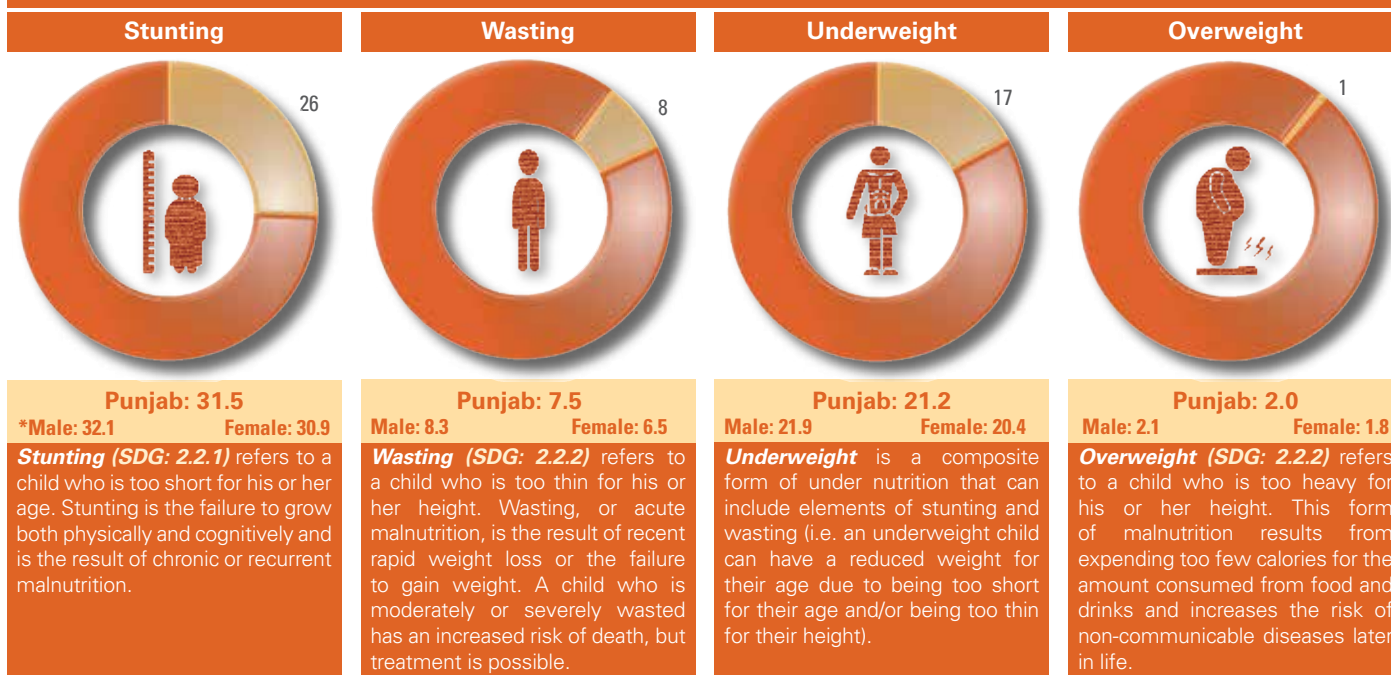 Stunting
26
Punjab: 31.5
*Male: 32.1 Female: 30.9
Stunting (SDG: 2.2.1) refers to a
child who is too short for his or her
age. Stunting is the failure to grow
both physically and cognitively and
is the result of chronic or recurrent
malnutrition.
Wasting
8
Punjab: 7.5
Male: 8.3 Female: 6.5
Wasting (SDG: 2.2.2) refers to
a child who is too thin for his or
her height. Wasting, or acute
malnutrition, is the result of recent
rapid weight loss or the failure
to gain weight. A child who is
moderately or severely wasted
has an increased risk of death, but
treatment is possible.
Underweight
17
Punjab: 21.2
Male: 21.9 Female: 20.4
Underweight is a composite
form of under nutrition that can
include elements of stunting and
wasting (i.e. an underweight child
can have a reduced weight for
their age due to being too short
for their age and/or being too thin
for their height).
Overweight
1
Punjab: 2.0
Male: 2.1 Female: 1.8
Overweight (SDG: 2.2.2) refers
to a child who is too heavy for
his or her height. This form
of malnutrition results from
expending too few calories for the
amount consumed from food and
drinks and increases the risk of
non-communicable diseases later
in life.